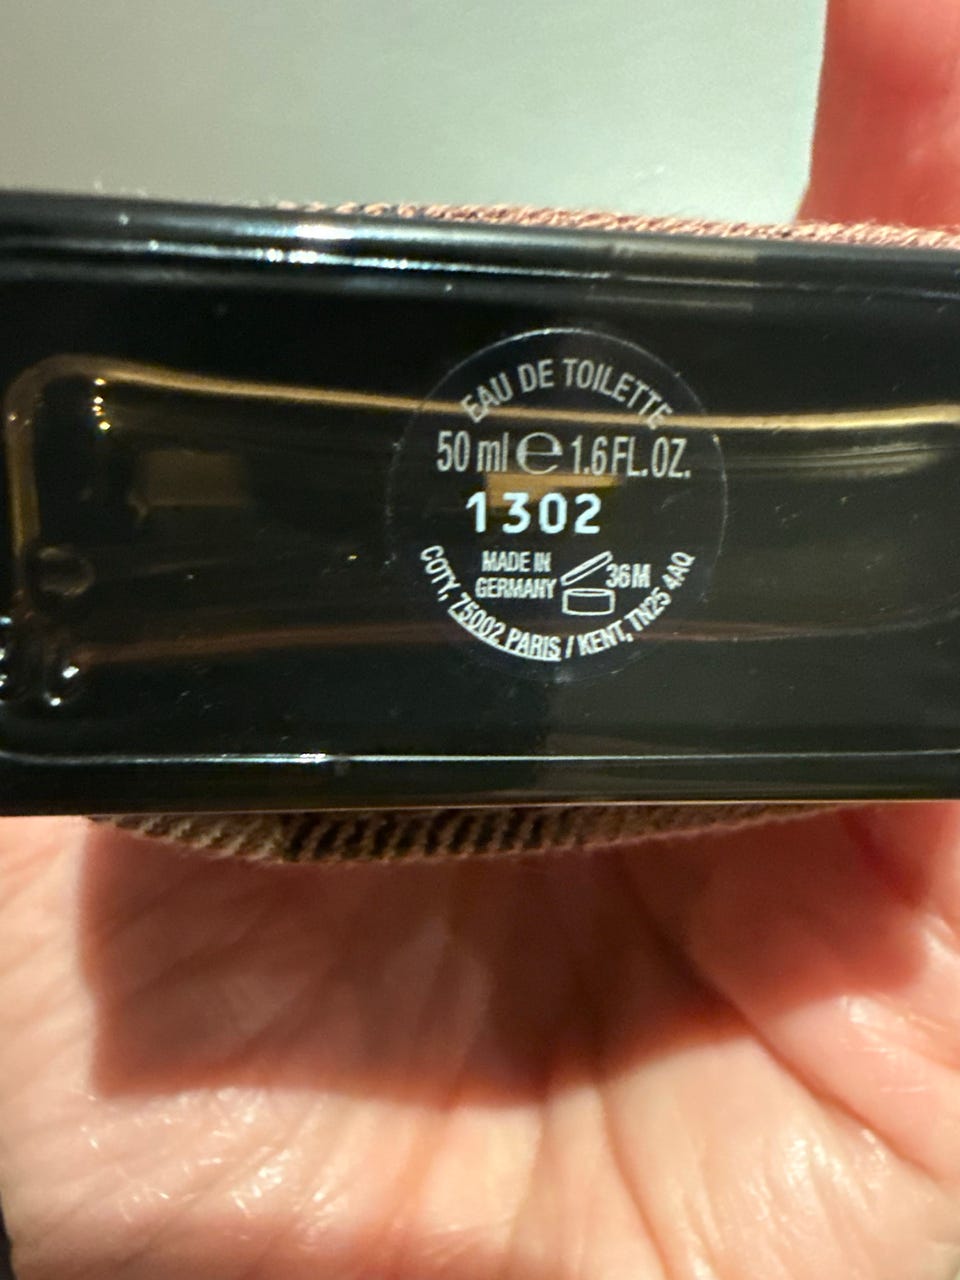 EAU DE TOILETTE
50 ml ℮ 1.6 FL.OZ.
1302
MADE IN
GERMANY
36M
COTY, 75002 PARIS / KENT, TN25 4AQ